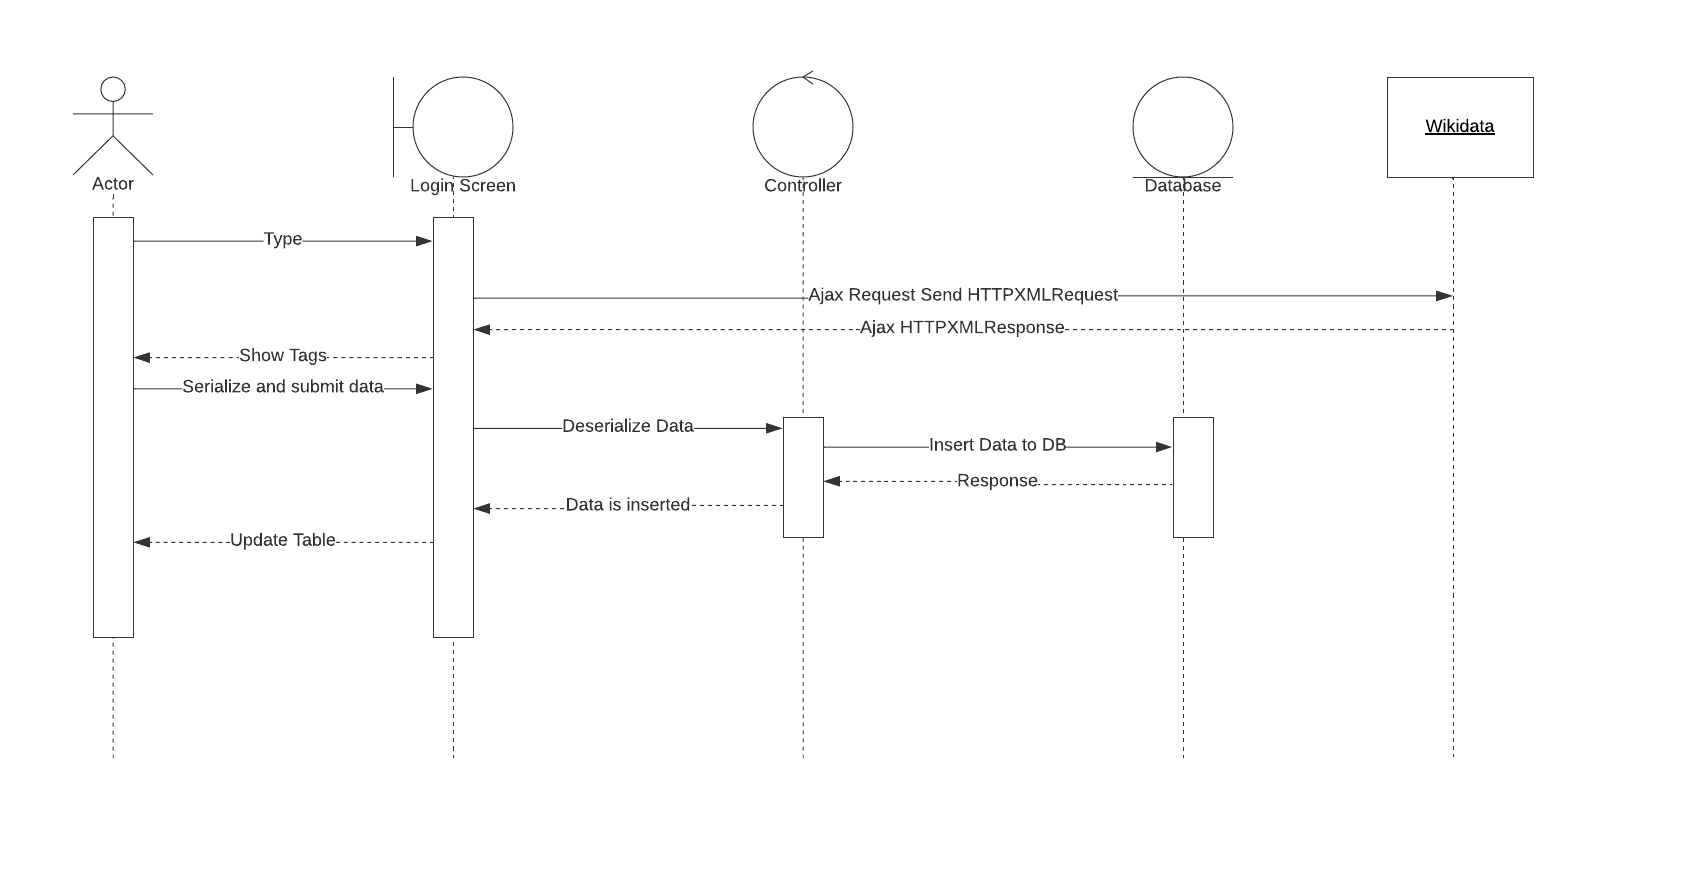 Wikidata
Actor
Login Screen
Controller
Database
Type
Ajax Request Send HTTPXMLRequest
Ajax HTTPXMLResponse
Show Tags
Serialize and submit data
Deserialize Data
Insert Data to DB
Response
Data is inserted
Update Table